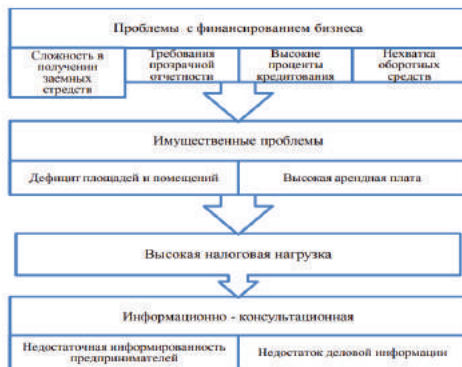 Проблемы с финансированием бизнеса
Сложность в
получении
заемных
стредств
Требования
прозрачной
отчетности
Высокие
проценты
кредитования
Нехватка
оборотных
средств
Имущественные проблемы
Дефицит площадей и помещений
Высокая арендная плата
Высокая налоговая нагрузка
Информационно - консультационная
Недостаточная информированность
предпринимателей
Недостаток деловой информации